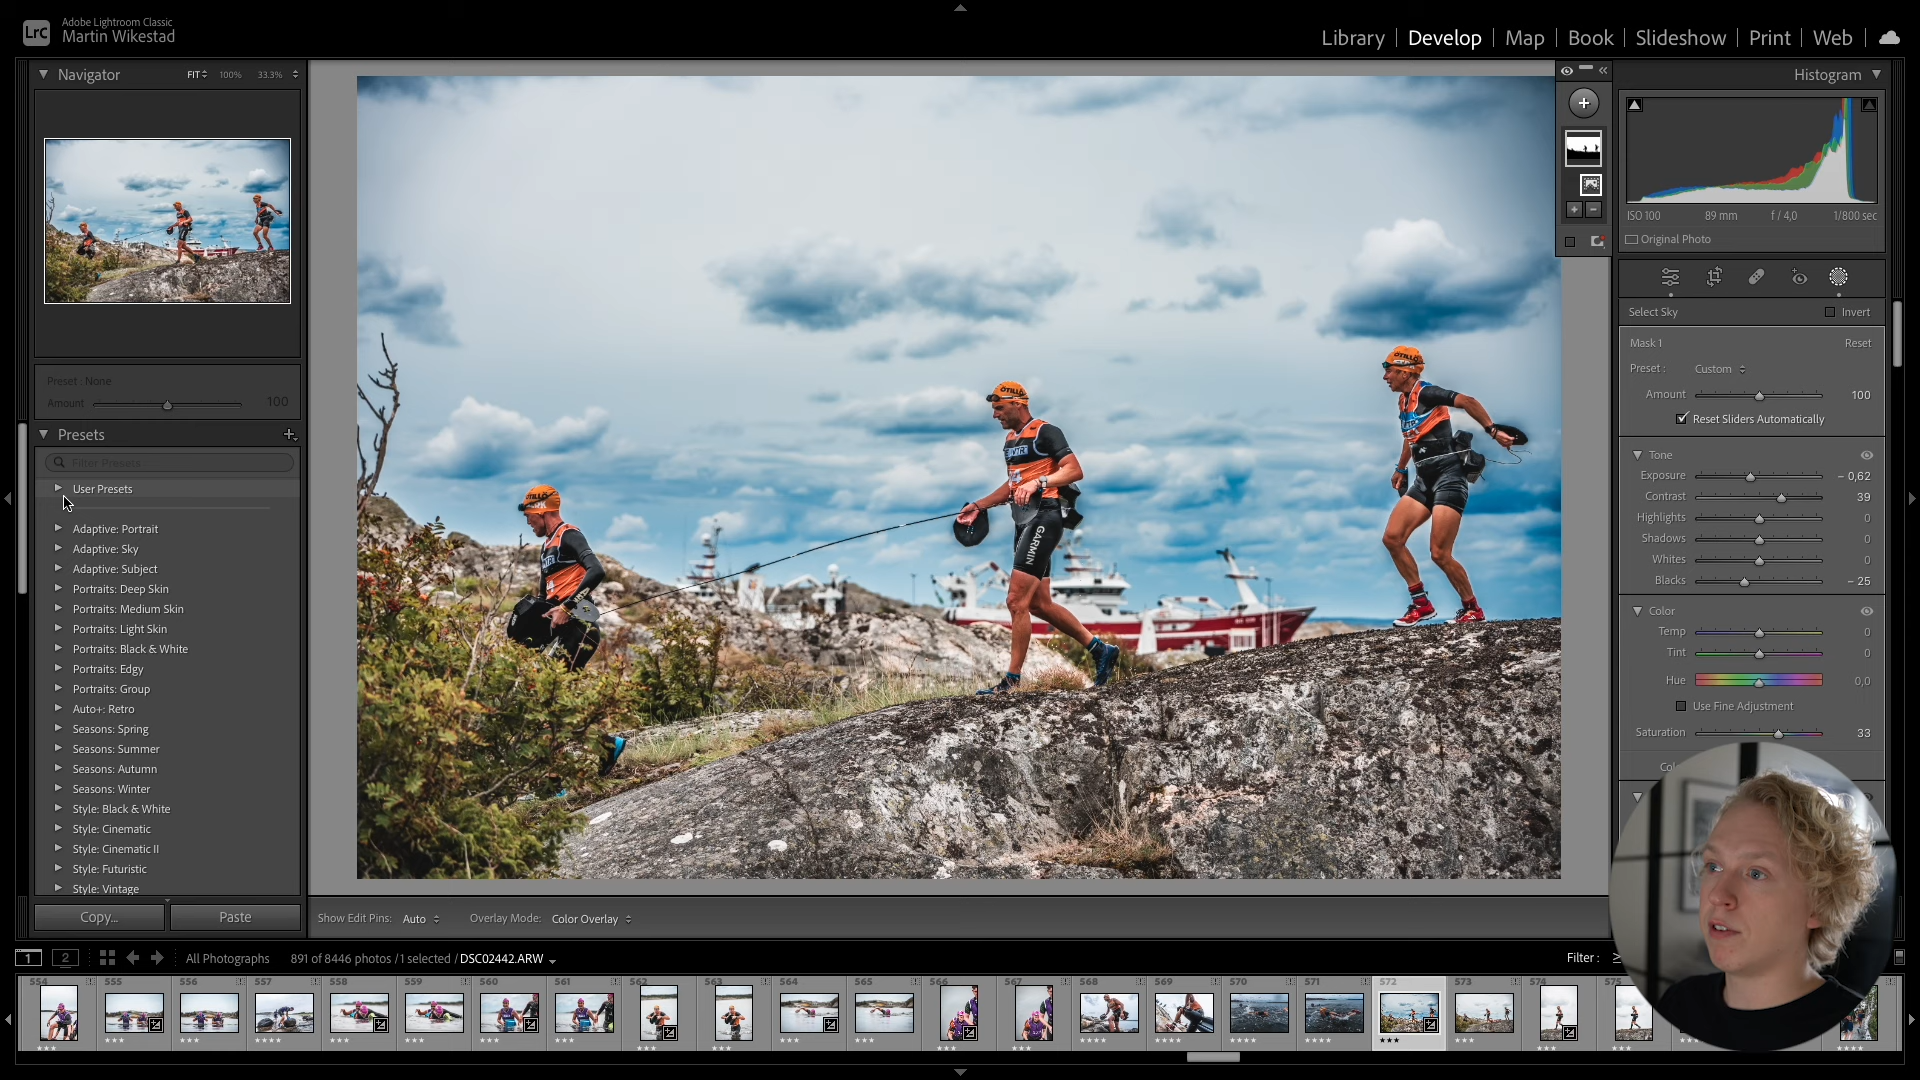 LrC
Adobe Lightroom Classic
Martin Wikestad
Library
Develop
Map
Book
Slideshow
Print
Web
Navigator
FIT
100%
33.3%
Preset : None
Amount
100
Presets
Filter Presets
User Presets
Adaptive: Portrait
Adaptive: Sky
Adaptive: Subject
Portraits: Deep Skin
Portraits: Medium Skin
Portraits: Light Skin
Portraits: Black & White
Portraits: Edgy
Portraits: Group
Auto+: Retro
Seasons: Spring
Seasons: Summer
Seasons: Autumn
Seasons: Winter
Style: Black & White
Style: Cinematic
Style: Cinematic II
Style: Futuristic
Style: Vintage
Copy...
Paste
ÖTILLÖ
ÖTILLÖ
GARMIN
Show Edit Pins: Auto
Overlay Mode: Color Overlay
Histogram
ISO 100
89 mm
f / 4,0
1/800 sec
Original Photo
Select Sky
Invert
Mask 1
Reset
Preset : Custom
Amount 100
Reset Sliders Automatically
Tone
Exposure – 0,62
Contrast 39
Highlights 0
Shadows 0
Whites 0
Blacks – 25
Color
Temp 0
Tint 0
Hue 0,0
Use Fine Adjustment
Saturation 33
1
2
All Photographs
891 of 8446 photos / 1 selected / DSC02442.ARW
Filter :
554
555
556
557
558
559
560
561
562
563
564
565
566
567
568
569
570
571
572
573
574
575